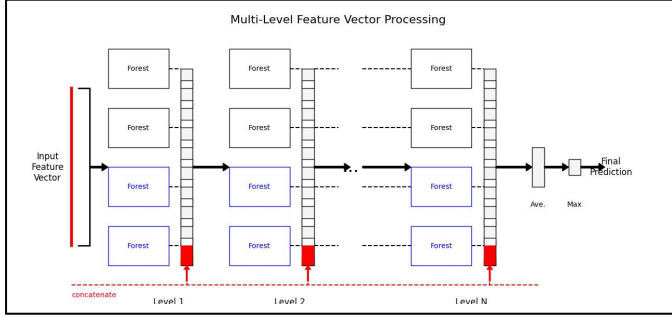 Multi-Level Feature Vector Processing
Forest Forest Forest
Forest Forest Forest
Input
Feature
Vector
...
Final
Prediction
Forest Forest Forest
Ave. Max
Forest Forest Forest
concatenate
Level 1 Level 2 Level N